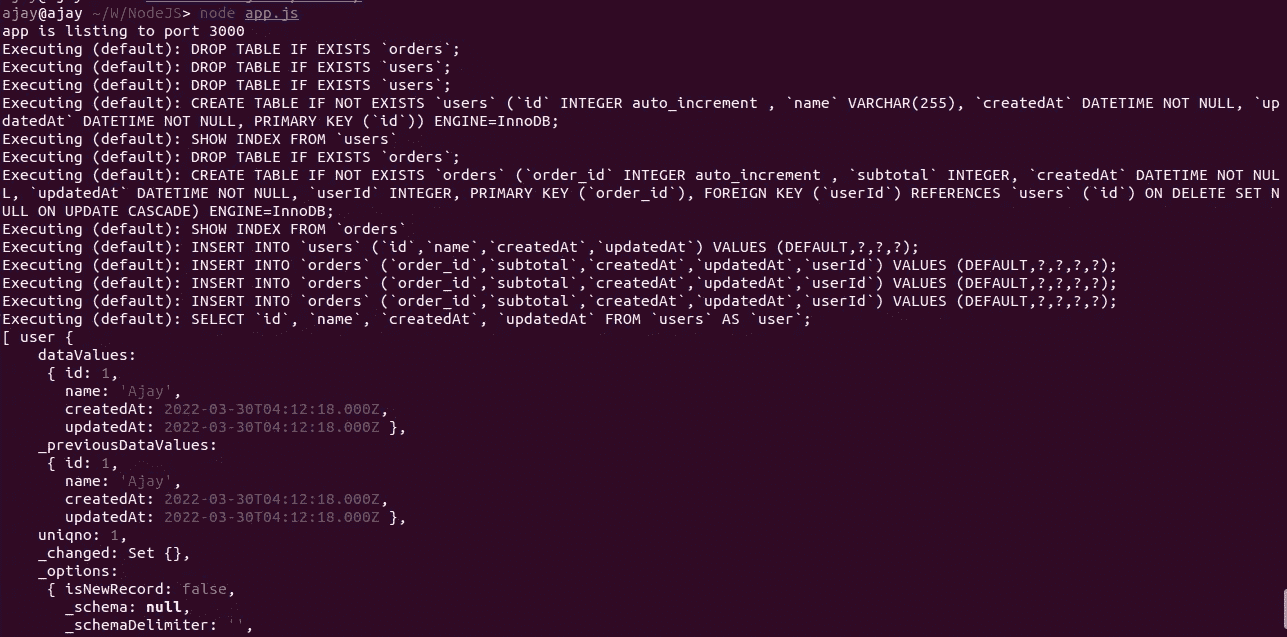 ajay@ajay ~/W/NodeJS> node app.js
app is listing to port 3000
Executing (default): DROP TABLE IF EXISTS `orders`;
Executing (default): DROP TABLE IF EXISTS `users`;
Executing (default): DROP TABLE IF EXISTS `users`;
Executing (default): CREATE TABLE IF NOT EXISTS `users` (`id` INTEGER auto_increment , `name` VARCHAR(255), `createdAt` DATETIME NOT NULL, `up
datedAt` DATETIME NOT NULL, PRIMARY KEY (`id`)) ENGINE=InnoDB;
Executing (default): SHOW INDEX FROM `users`
Executing (default): DROP TABLE IF EXISTS `orders`;
Executing (default): CREATE TABLE IF NOT EXISTS `orders` (`order_id` INTEGER auto_increment , `subtotal` INTEGER, `createdAt` DATETIME NOT NUL
L, `updatedAt` DATETIME NOT NULL, `userId` INTEGER, PRIMARY KEY (`order_id`), FOREIGN KEY (`userId`) REFERENCES `users` (`id`) ON DELETE SET N
ULL ON UPDATE CASCADE) ENGINE=InnoDB;
Executing (default): SHOW INDEX FROM `orders`
Executing (default): INSERT INTO `users` (`id`,`name`,`createdAt`,`updatedAt`) VALUES (DEFAULT,?,?,?);
Executing (default): INSERT INTO `orders` (`order_id`,`subtotal`,`createdAt`,`updatedAt`,`userId`) VALUES (DEFAULT,?,?,?,?);
Executing (default): INSERT INTO `orders` (`order_id`,`subtotal`,`createdAt`,`updatedAt`,`userId`) VALUES (DEFAULT,?,?,?,?);
Executing (default): INSERT INTO `orders` (`order_id`,`subtotal`,`createdAt`,`updatedAt`,`userId`) VALUES (DEFAULT,?,?,?,?);
Executing (default): SELECT `id`, `name`, `createdAt`, `updatedAt` FROM `users` AS `user`;
[ user {
    dataValues:
     { id: 1,
       name: 'Ajay',
       createdAt: 2022-03-30T04:12:18.000Z,
       updatedAt: 2022-03-30T04:12:18.000Z },
    _previousDataValues:
     { id: 1,
       name: 'Ajay',
       createdAt: 2022-03-30T04:12:18.000Z,
       updatedAt: 2022-03-30T04:12:18.000Z },
    uniqno: 1,
    _changed: Set {},
    _options:
     { isNewRecord: false,
       _schema: null,
       _schemaDelimiter: '',